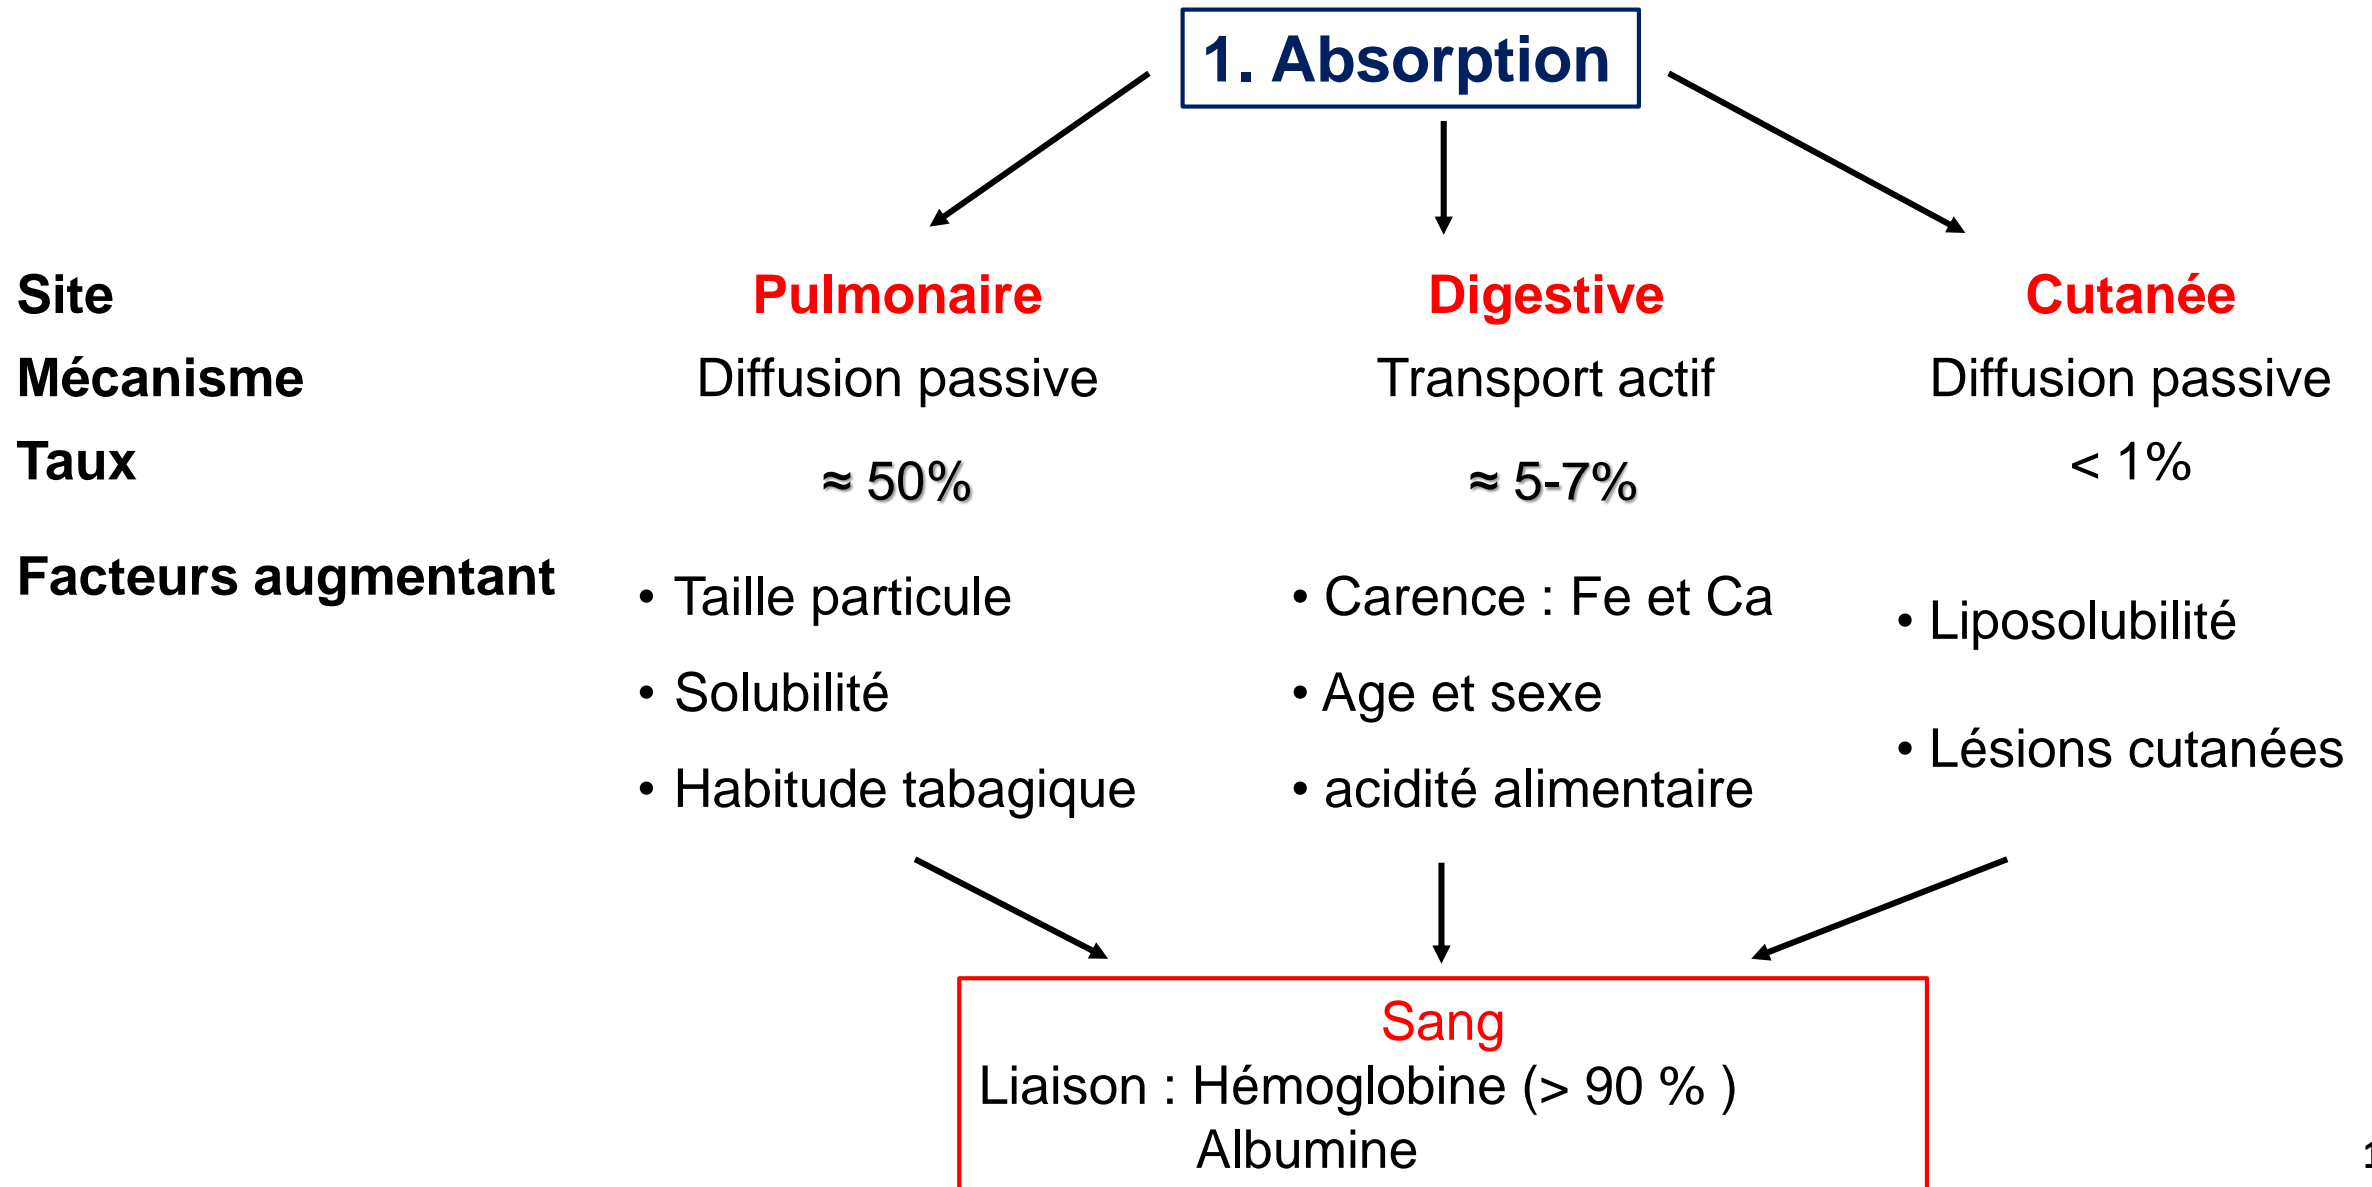 1. Absorption
Site Pulmonaire Digestive Cutanée
Mécanisme Diffusion passive Transport actif Diffusion passive
Taux ≈ 50% ≈ 5-7% < 1%
Facteurs augmentant
• Taille particule • Carence : Fe et Ca • Liposolubilité
• Solubilité • Age et sexe
• Lésions cutanées
• Habitude tabagique • acidité alimentaire
Sang
Liaison : Hémoglobine (> 90 % )
Albumine